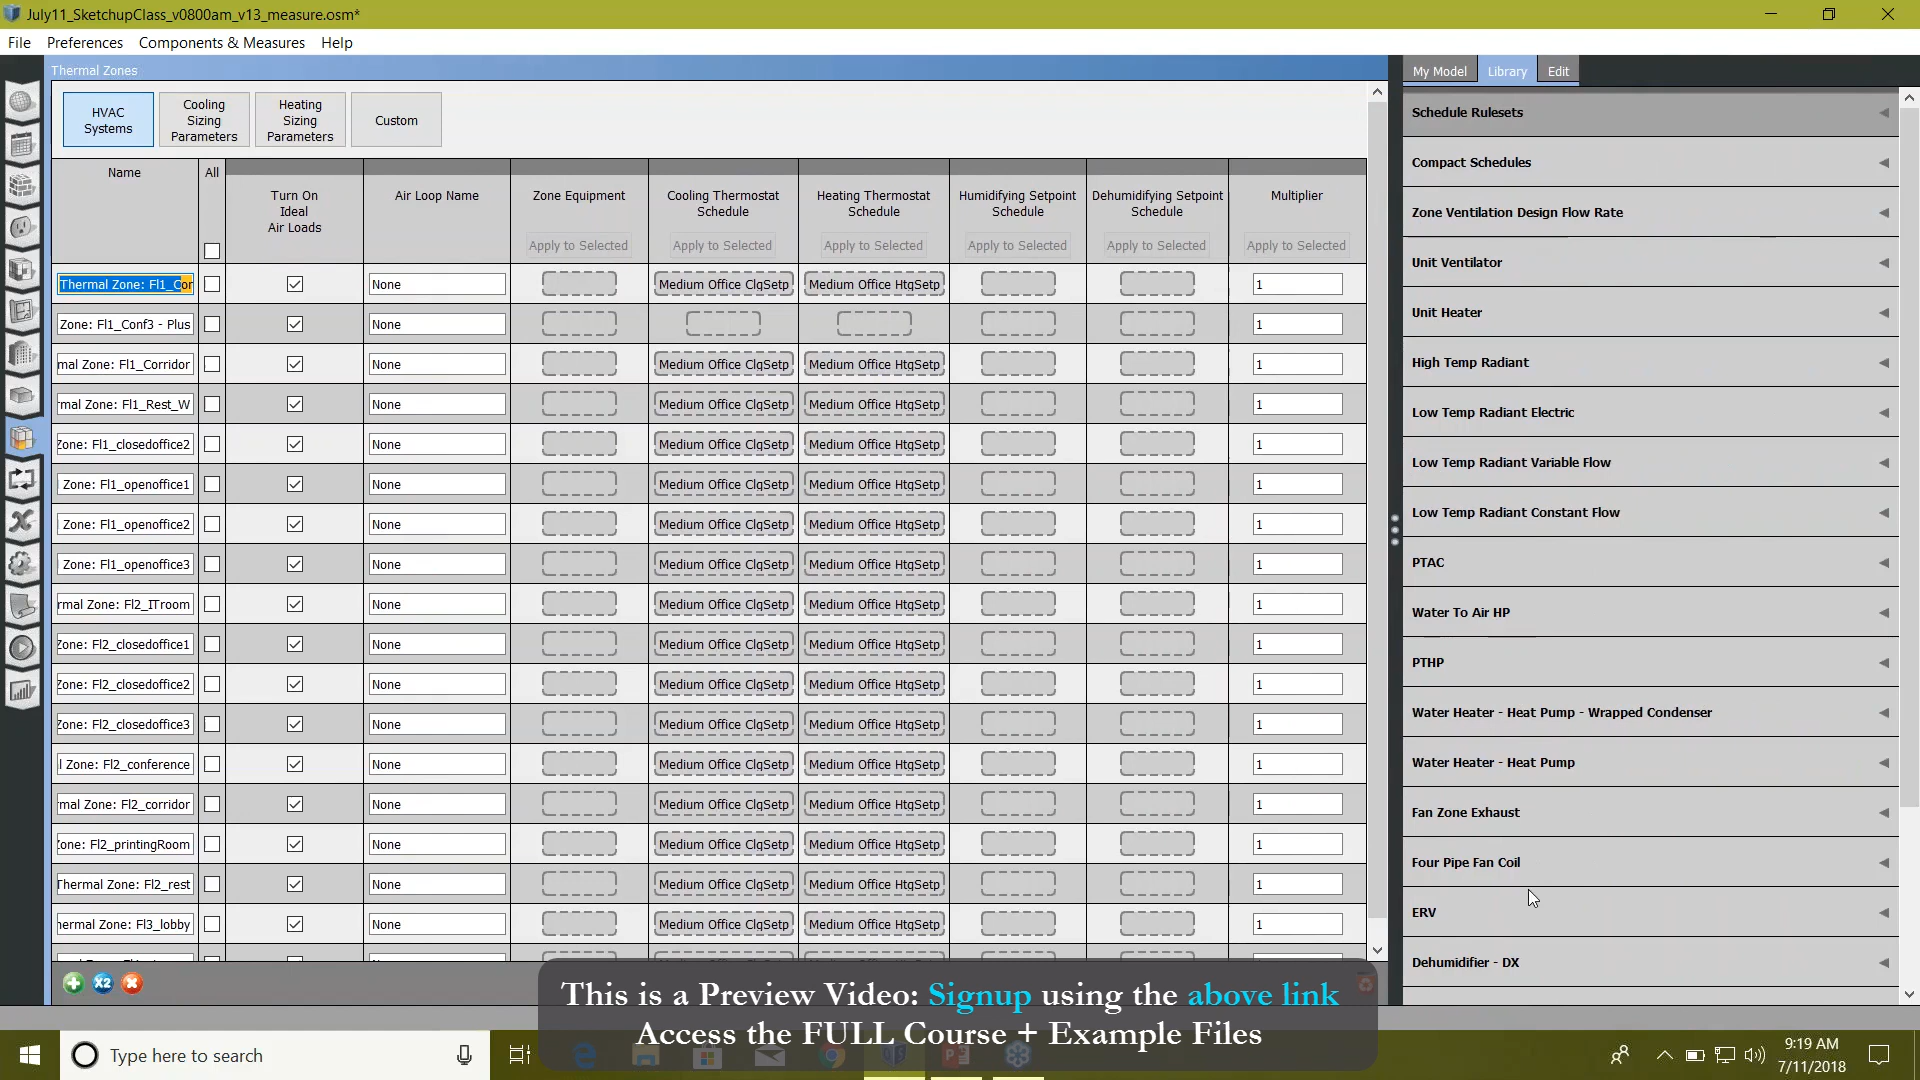 July11_SketchupClass_v0800am_v13_measure.osm*
File Preferences Components & Measures Help
Thermal Zones
HVAC Systems
Cooling Sizing Parameters
Heating Sizing Parameters
Custom
Name All Turn On Ideal Air Loads Air Loop Name Zone Equipment Cooling Thermostat Schedule Heating Thermostat Schedule Humidifying Setpoint Schedule Dehumidifying Setpoint Schedule Multiplier
Apply to Selected Apply to Selected Apply to Selected Apply to Selected Apply to Selected Apply to Selected
Thermal Zone: Fl1_Cor None Medium Office ClgSetp Medium Office HtgSetp 1
Zone: Fl1_Conf3 - Plus None 1
mal Zone: Fl1_Corridor None Medium Office ClgSetp Medium Office HtgSetp 1
rmal Zone: Fl1_Rest_W None Medium Office ClgSetp Medium Office HtgSetp 1
Zone: Fl1_closedoffice2 None Medium Office ClgSetp Medium Office HtgSetp 1
Zone: Fl1_openoffice1 None Medium Office ClgSetp Medium Office HtgSetp 1
Zone: Fl1_openoffice2 None Medium Office ClgSetp Medium Office HtgSetp 1
Zone: Fl1_openoffice3 None Medium Office ClgSetp Medium Office HtgSetp 1
rmal Zone: Fl2_ITroom None Medium Office ClgSetp Medium Office HtgSetp 1
Zone: Fl2_closedoffice1 None Medium Office ClgSetp Medium Office HtgSetp 1
Zone: Fl2_closedoffice2 None Medium Office ClgSetp Medium Office HtgSetp 1
Zone: Fl2_closedoffice3 None Medium Office ClgSetp Medium Office HtgSetp 1
l Zone: Fl2_conference None Medium Office ClgSetp Medium Office HtgSetp 1
rmal Zone: Fl2_corridor None Medium Office ClgSetp Medium Office HtgSetp 1
Zone: Fl2_printingRoom None Medium Office ClgSetp Medium Office HtgSetp 1
Thermal Zone: Fl2_rest None Medium Office ClgSetp Medium Office HtgSetp 1
hermal Zone: Fl3_lobby None Medium Office ClgSetp Medium Office HtgSetp 1
X2
My Model Library Edit
Schedule Rulesets
Compact Schedules
Zone Ventilation Design Flow Rate
Unit Ventilator
Unit Heater
High Temp Radiant
Low Temp Radiant Electric
Low Temp Radiant Variable Flow
Low Temp Radiant Constant Flow
PTAC
Water To Air HP
PTHP
Water Heater - Heat Pump - Wrapped Condenser
Water Heater - Heat Pump
Fan Zone Exhaust
Four Pipe Fan Coil
ERV
Dehumidifier - DX
This is a Preview Video: Signup using the above link
Access the FULL Course + Example Files
Type here to search
9:19 AM
7/11/2018